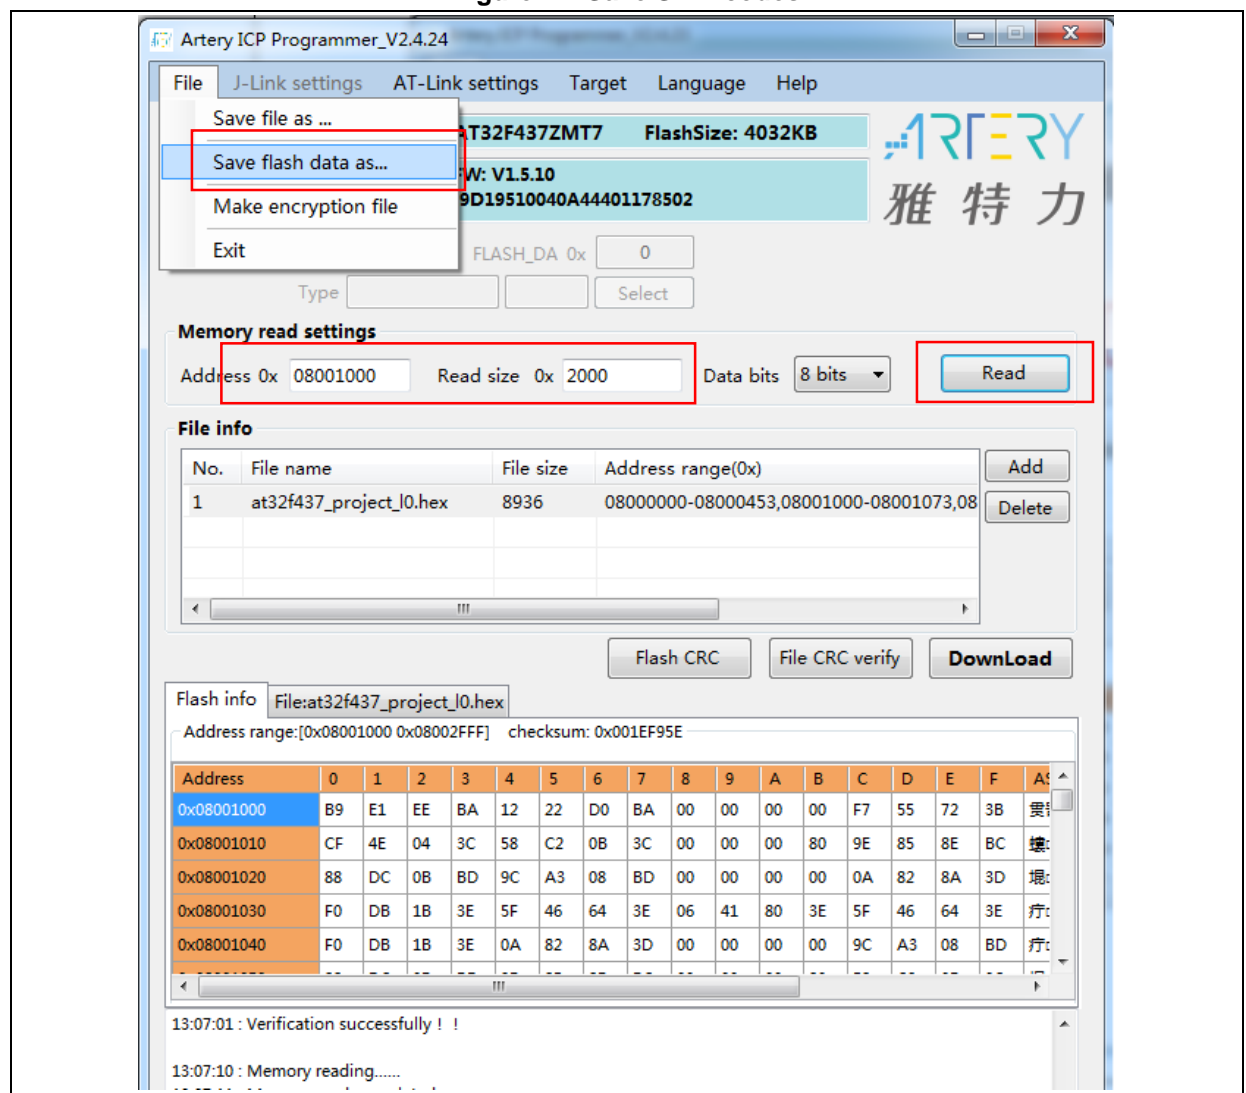 Artery ICP Programmer_V2.4.24
File J-Link settings AT-Link settings Target Language Help
Save file as ...
Save flash data as...
Make encryption file
Exit
AT32F437ZMT7 FlashSize: 4032KB
FW: V1.5.10
9D19510040A44401178502
ARTERY
雅特力
FLASH_DA 0x 0
Type Select
Memory read settings
Address 0x 08001000 Read size 0x 2000 Data bits 8 bits Read
File info
No. File name File size Address range(0x)
1 at32f437_project_l0.hex 8936 08000000-08000453,08001000-08001073,08
Add
Delete
Flash CRC File CRC verify DownLoad
Flash info File:at32f437_project_l0.hex
Address range:[0x08001000 0x08002FFF] checksum: 0x001EF95E
Address 0 1 2 3 4 5 6 7 8 9 A B C D E F
0x08001000 B9 E1 EE BA 12 22 D0 BA 00 00 00 00 F7 55 72 3B
0x08001010 CF 4E 04 3C 58 C2 0B 3C 00 00 00 80 9E 85 8E BC
0x08001020 88 DC 0B BD 9C A3 08 BD 00 00 00 00 0A 82 8A 3D
0x08001030 F0 DB 1B 3E 5F 46 64 3E 06 41 80 3E 5F 46 64 3E
0x08001040 F0 DB 1B 3E 0A 82 8A 3D 00 00 00 00 9C A3 08 BD
13:07:01 : Verification successfully ! !
13:07:10 : Memory reading......